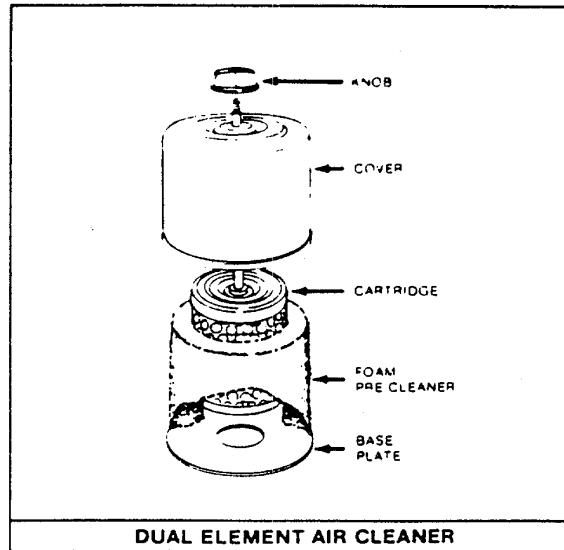 KNOB
COVER
CARTRIDGE
FOAM
PRE CLEANER
BASE
PLATE
DUAL ELEMENT AIR CLEANER